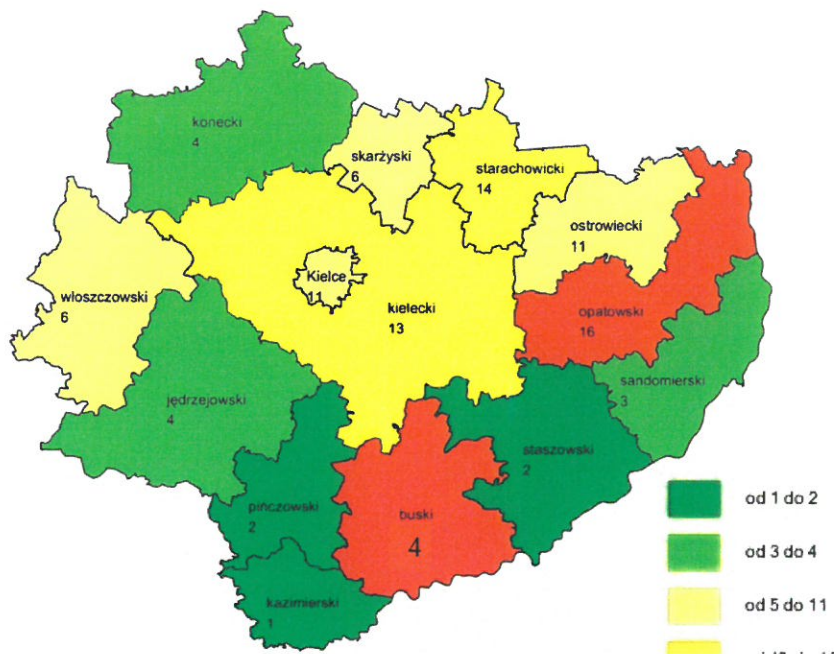 konecki
4
skarżyski
6
starachowicki
14
ostrowiecki
11
Kielce
11
włoszczowski
6
kielecki
13
opatowski
16
sandomierski
3
jędrzejowski
4
staszowski
2
pińczowski
2
buski
4
kazimierski
1
od 1 do 2
od 3 do 4
od 5 do 11